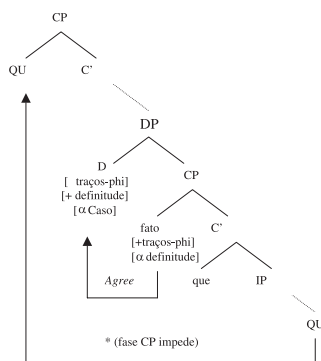 CP
QU C'
DP
D CP
[ traços-phi]
[+ definitude]
[α Caso]
fato C'
[+traços-phi]
[α definitude]
Agree
que IP
QU
* (fase CP impede)